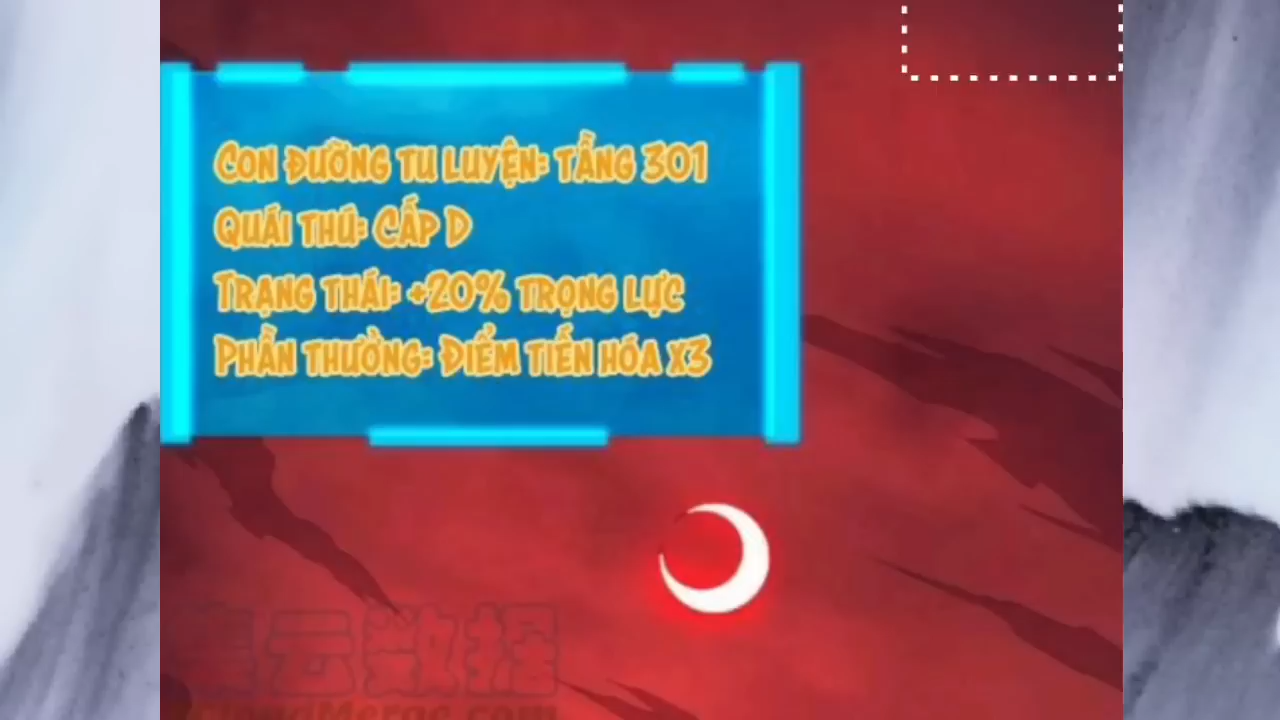 Con đường tu luyện: tầng 301
Quái thú: cấp D
Trạng thái: +20% trọng lực
Phần thưởng: Điểm tiến hóa x3